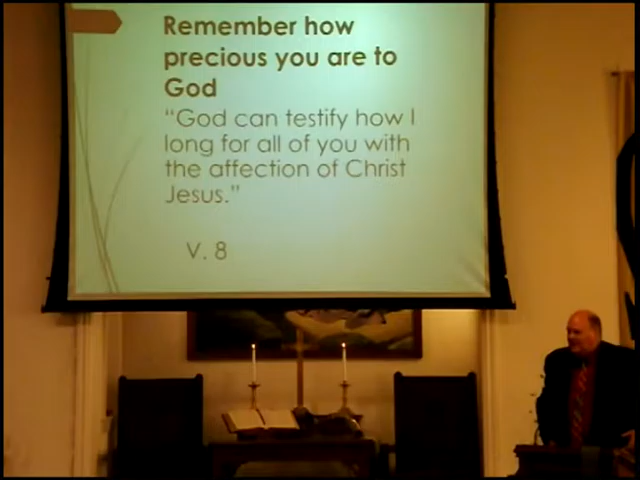 Remember how
precious you are to
God
"God can testify how I
long for all of you with
the affection of Christ
Jesus."
V. 8